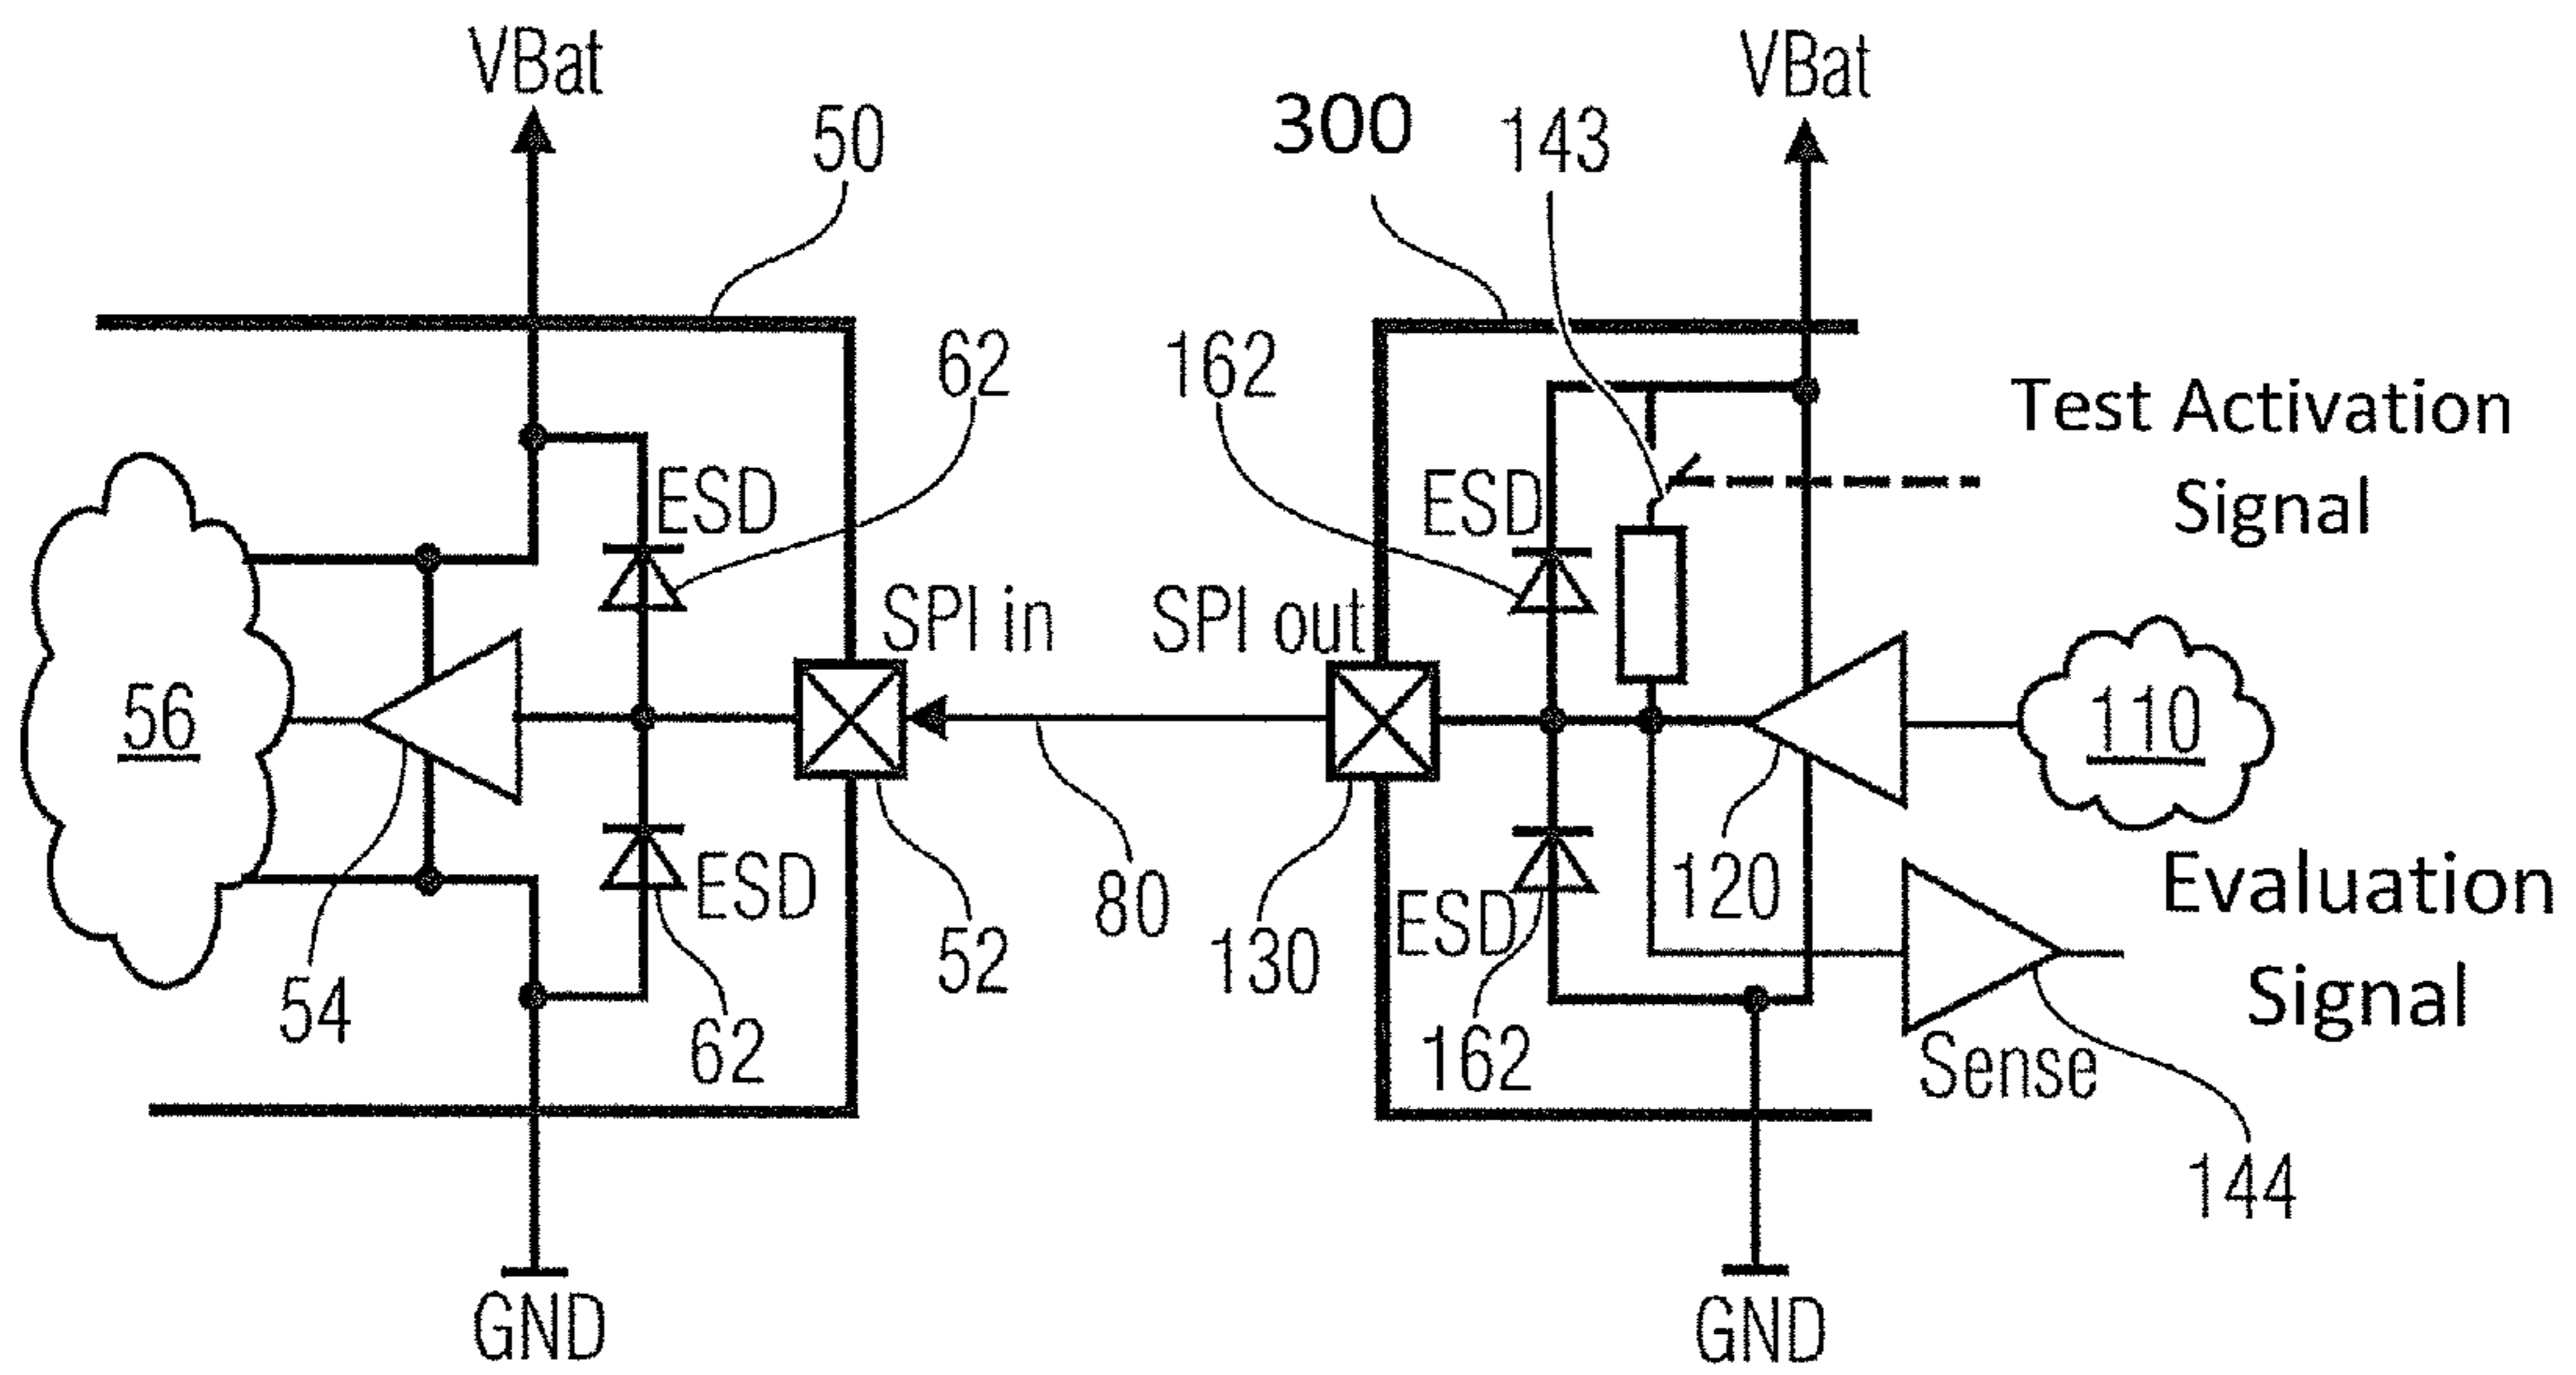 VBat
VBat
50
300
143
62
162
Test Activation
Signal
ESD
ESD
SPI in
SPI out
56
110
120
ESD
ESD
80
Evaluation
Signal
54
52
130
62
162
Sense
144
GND
GND